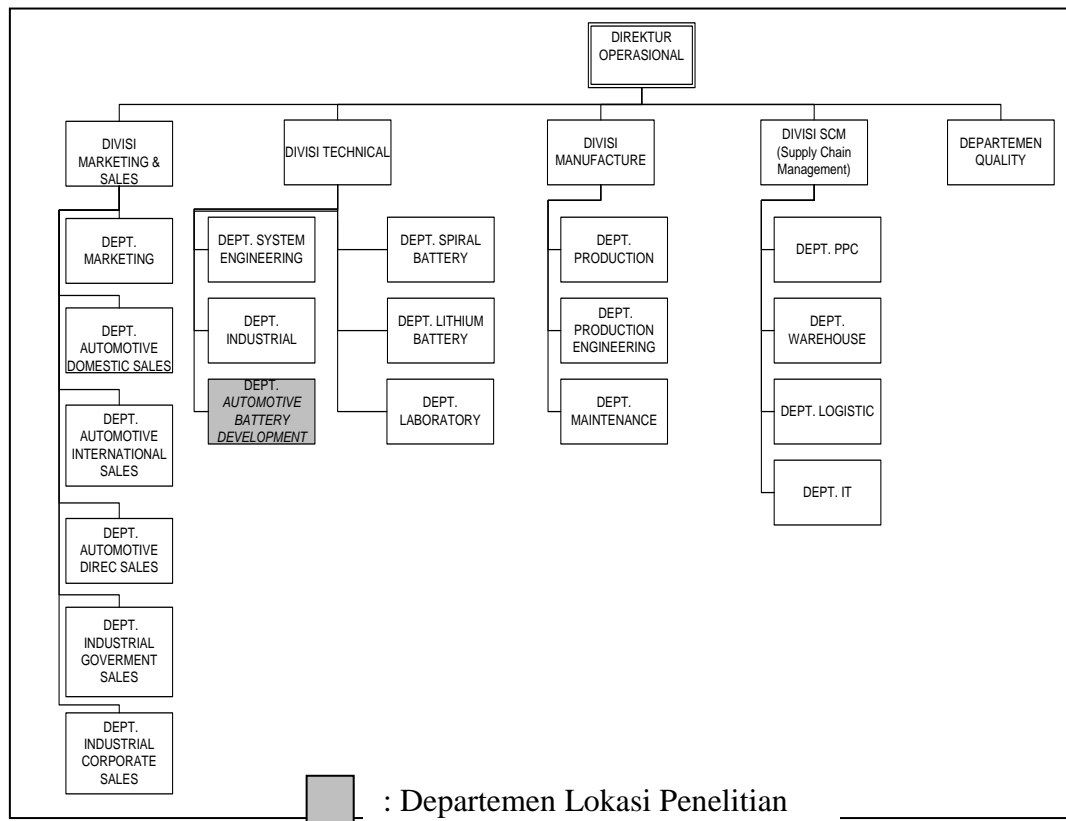 DIREKTUR
OPERASIONAL
DIVISI
MARKETING &
SALES
DIVISI TECHNICAL
DIVISI
MANUFACTURE
DIVISI SCM
(Supply Chain
Management)
DEPARTEMEN
QUALITY
DEPT.
MARKETING
DEPT. SYSTEM
ENGINEERING
DEPT. SPIRAL
BATTERY
DEPT.
PRODUCTION
DEPT. PPC
DEPT.
AUTOMOTIVE
DOMESTIC SALES
DEPT.
INDUSTRIAL
DEPT. LITHIUM
BATTERY
DEPT.
PRODUCTION
ENGINEERING
DEPT.
WAREHOUSE
DEPT.
AUTOMOTIVE
INTERNATIONAL
SALES
DEPT.
AUTOMOTIVE
BATTERY
DEVELOPMENT
DEPT.
LABORATORY
DEPT.
MAINTENANCE
DEPT. LOGISTIC
DEPT.
AUTOMOTIVE
DIREC SALES
DEPT. IT
DEPT.
INDUSTRIAL
GOVERMENT
SALES
DEPT.
INDUSTRIAL
CORPORATE
SALES
: Departemen Lokasi Penelitian